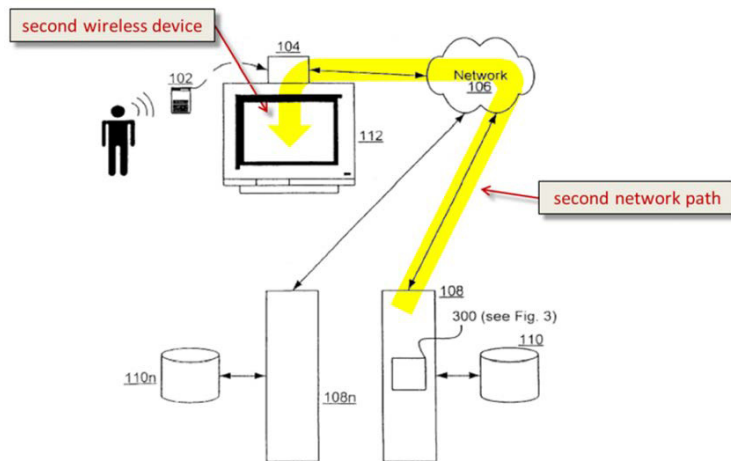 second wireless device
104
102
Network
106
112
second network path
108
300 (see Fig. 3)
110
110n
108n